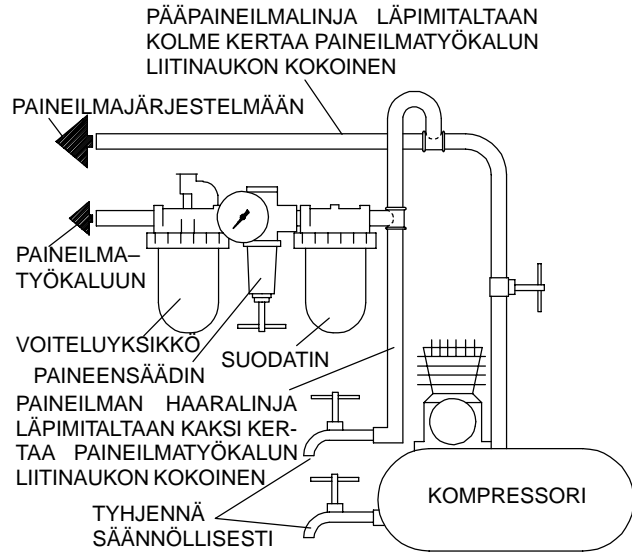 PÄÄPAINEILMALINJA LÄPIMITALTAAN
KOLME KERTAA PAINEILMATYÖKALUN
LIITINAUKON KOKOINEN
PAINEILMAJÄRJESTELMÄÄN
PAINEILMA–
TYÖKALUUN
VOITELUYKSIKKÖ
SUODATIN
PAINEENSÄÄDIN
PAINEILMAN HAARALINJA
LÄPIMITALTAAN KAKSI KER-
TAA PAINEILMATYÖKALUN
LIITINAUKON KOKOINEN
KOMPRESSORI
TYHJENNÄ
SÄÄNNÖLLISESTI